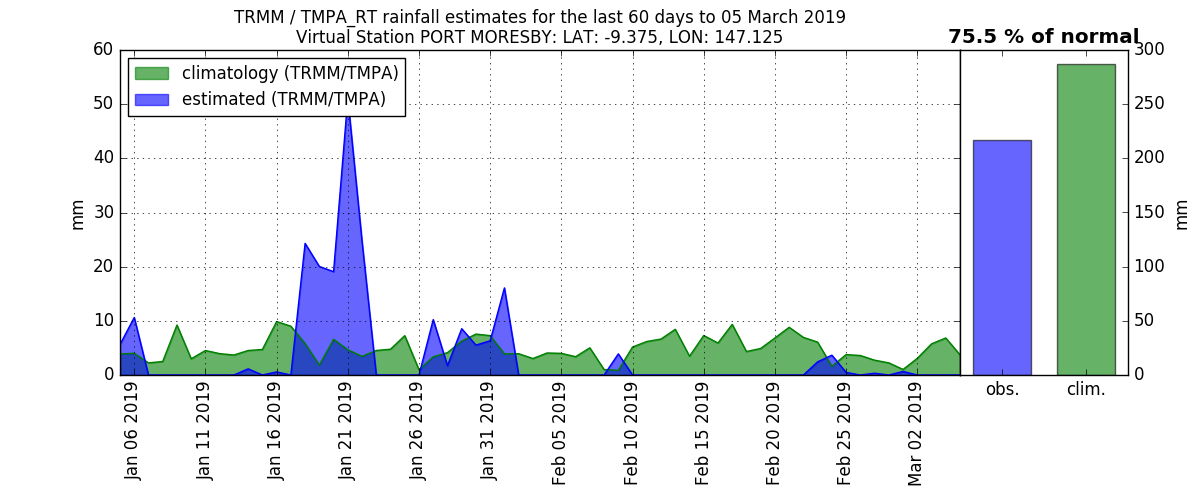 TRMM / TMPA_RT rainfall estimates for the last 60 days to 05 March 2019
Virtual Station PORT MORESBY: LAT: -9.375, LON: 147.125
75.5 % of normal
climatology (TRMM/TMPA)
estimated (TRMM/TMPA)
60
50
40
30
20
10
0
mm
Jan 06 2019
Jan 11 2019
Jan 16 2019
Jan 21 2019
Jan 26 2019
Jan 31 2019
Feb 05 2019
Feb 10 2019
Feb 15 2019
Feb 20 2019
Feb 25 2019
Mar 02 2019
obs.
clim.
300
250
200
150
100
50
0
mm